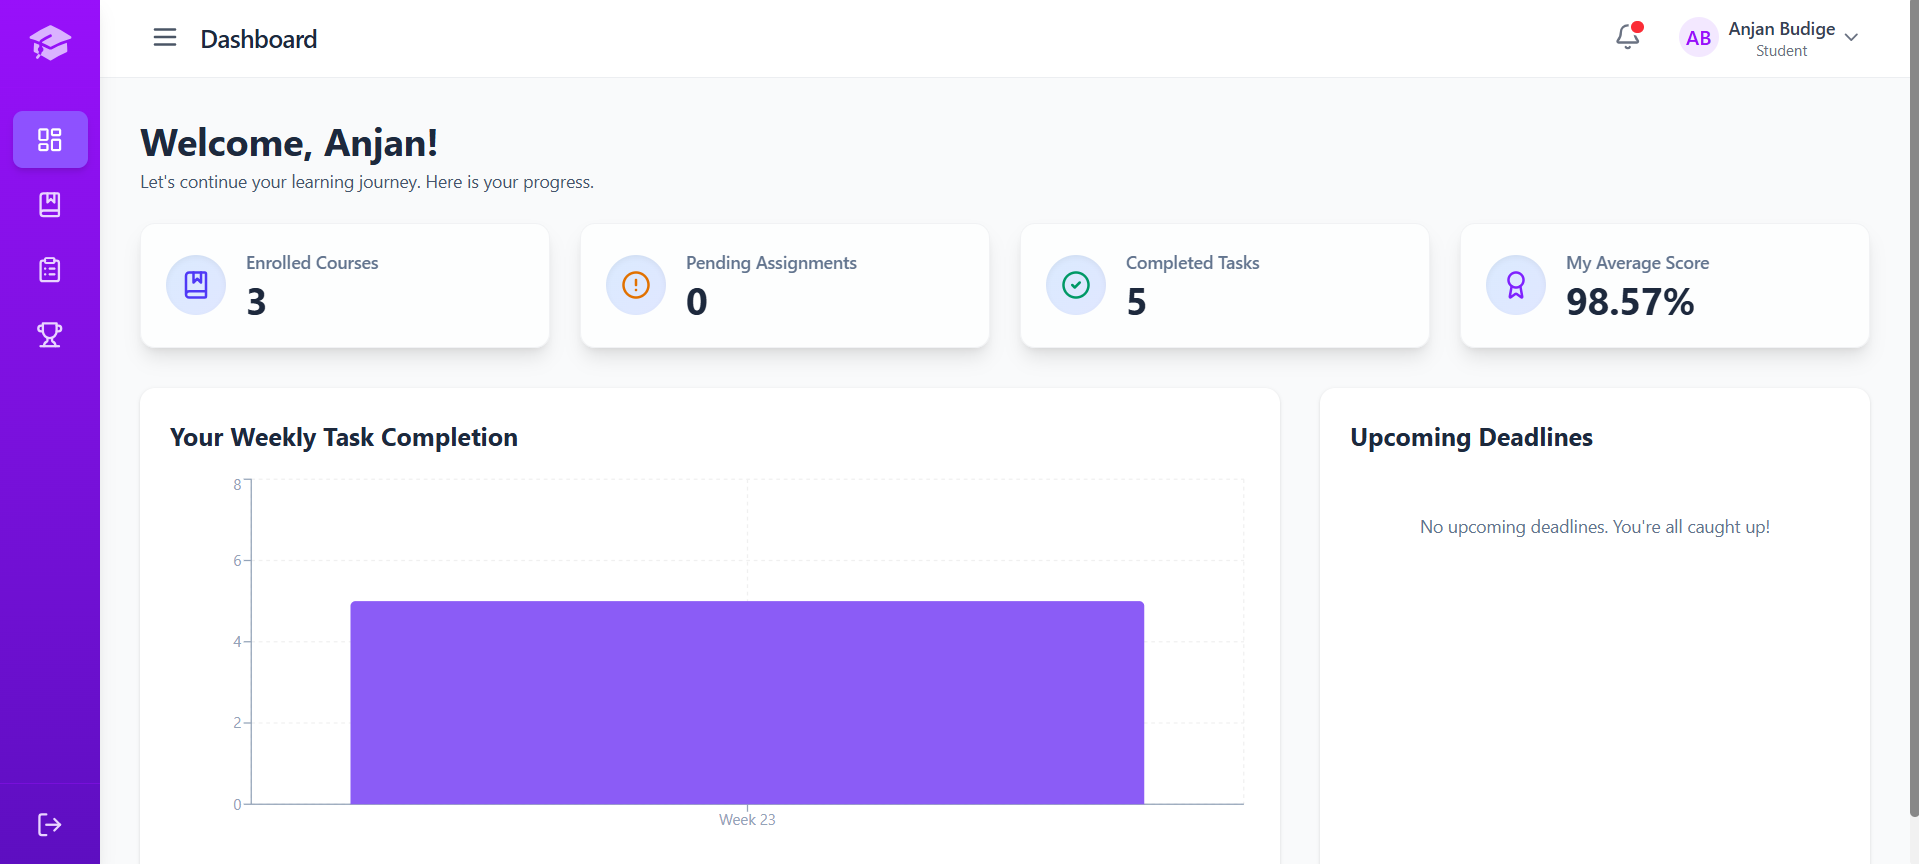 Dashboard
AB
Anjan Budige
Student
Welcome, Anjan!
Let's continue your learning journey. Here is your progress.
Enrolled Courses
3
Pending Assignments
0
Completed Tasks
5
My Average Score
98.57%
Your Weekly Task Completion
8
6
4
2
0
Week 23
Upcoming Deadlines
No upcoming deadlines. You're all caught up!